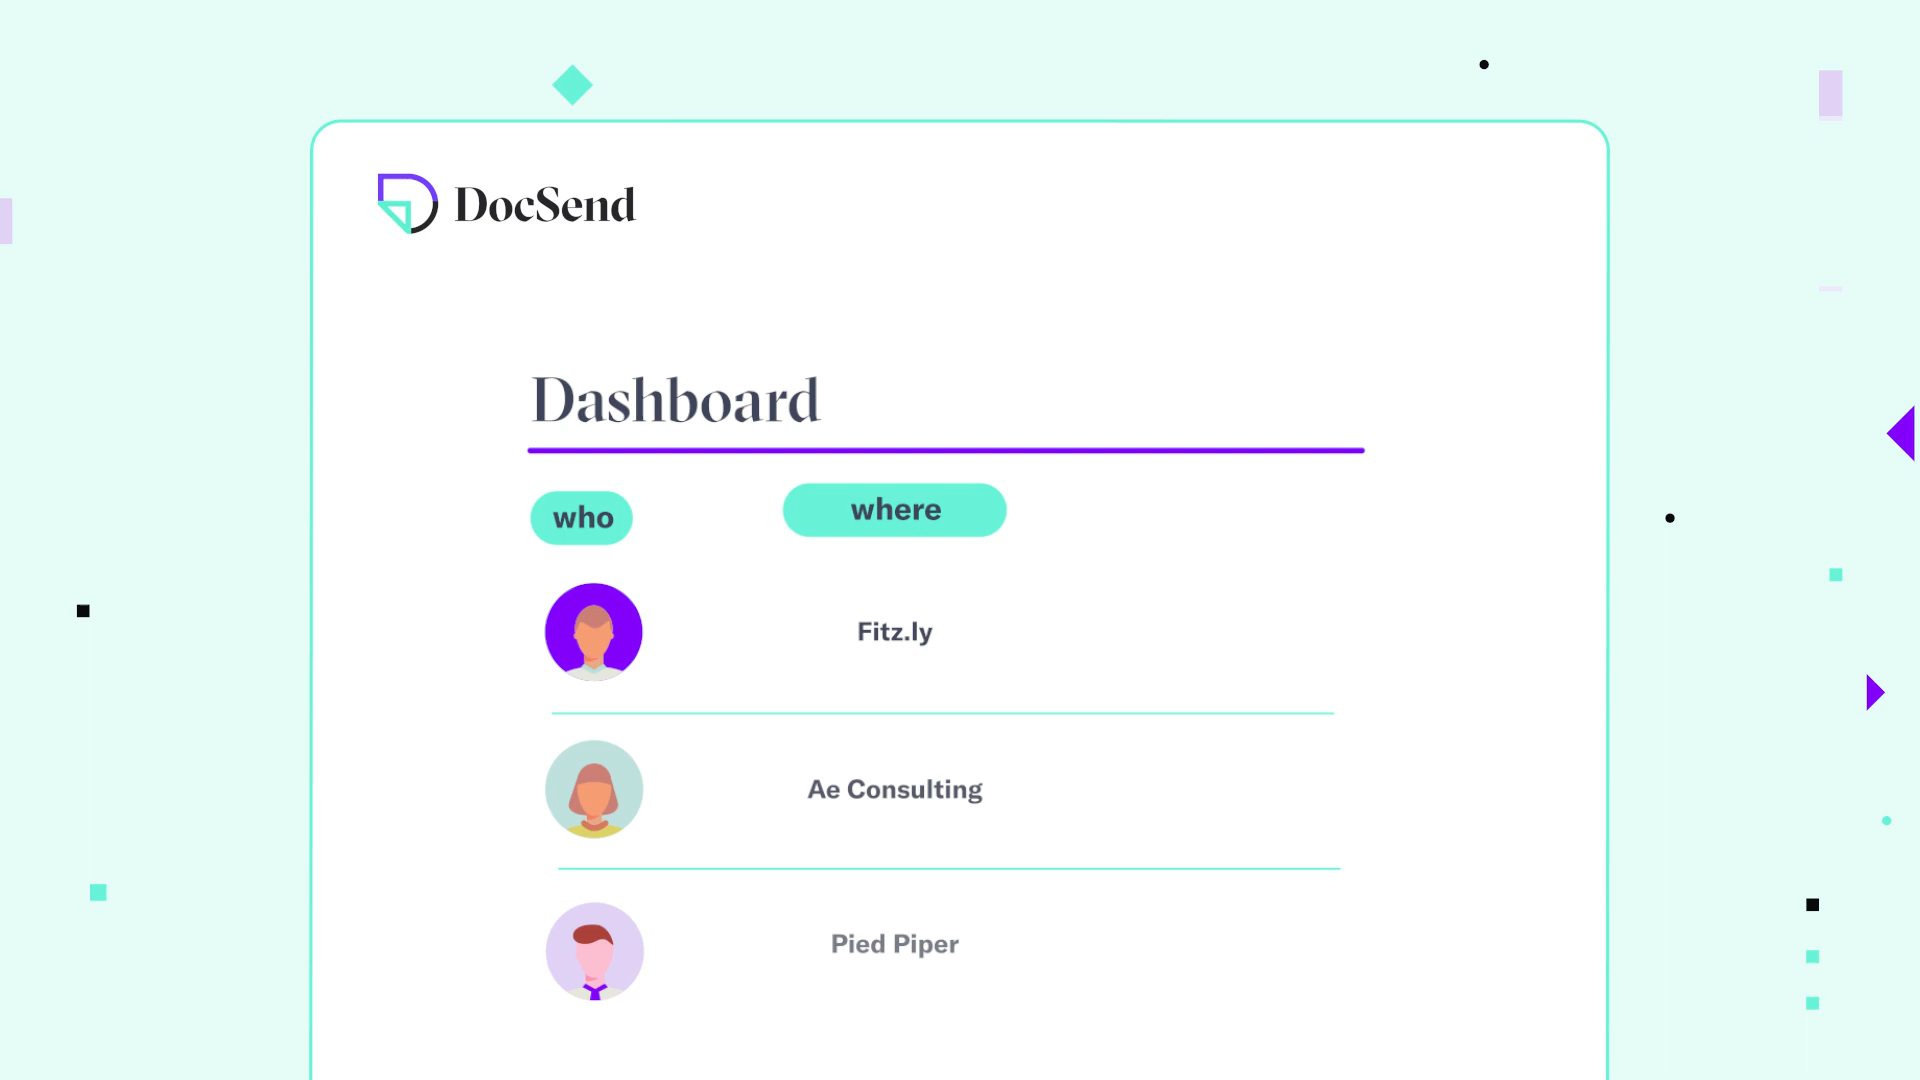 DocSend
Dashboard
who
where
Fitz.ly
Ae Consulting
Pied Piper